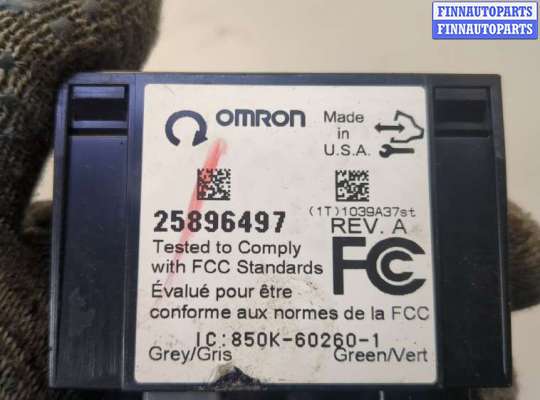 FINNAUTOPARTS
FINNAUTOPARTS
OMRON
Made
in
U.S.A.
(1T)1039A37st
25896497
REV. A
Tested to Comply
with FCC Standards
FCC
Évalué pour être
conforme aux normes de la FCC
IC:850K-60260-1
Grey/Gris Green/Vert